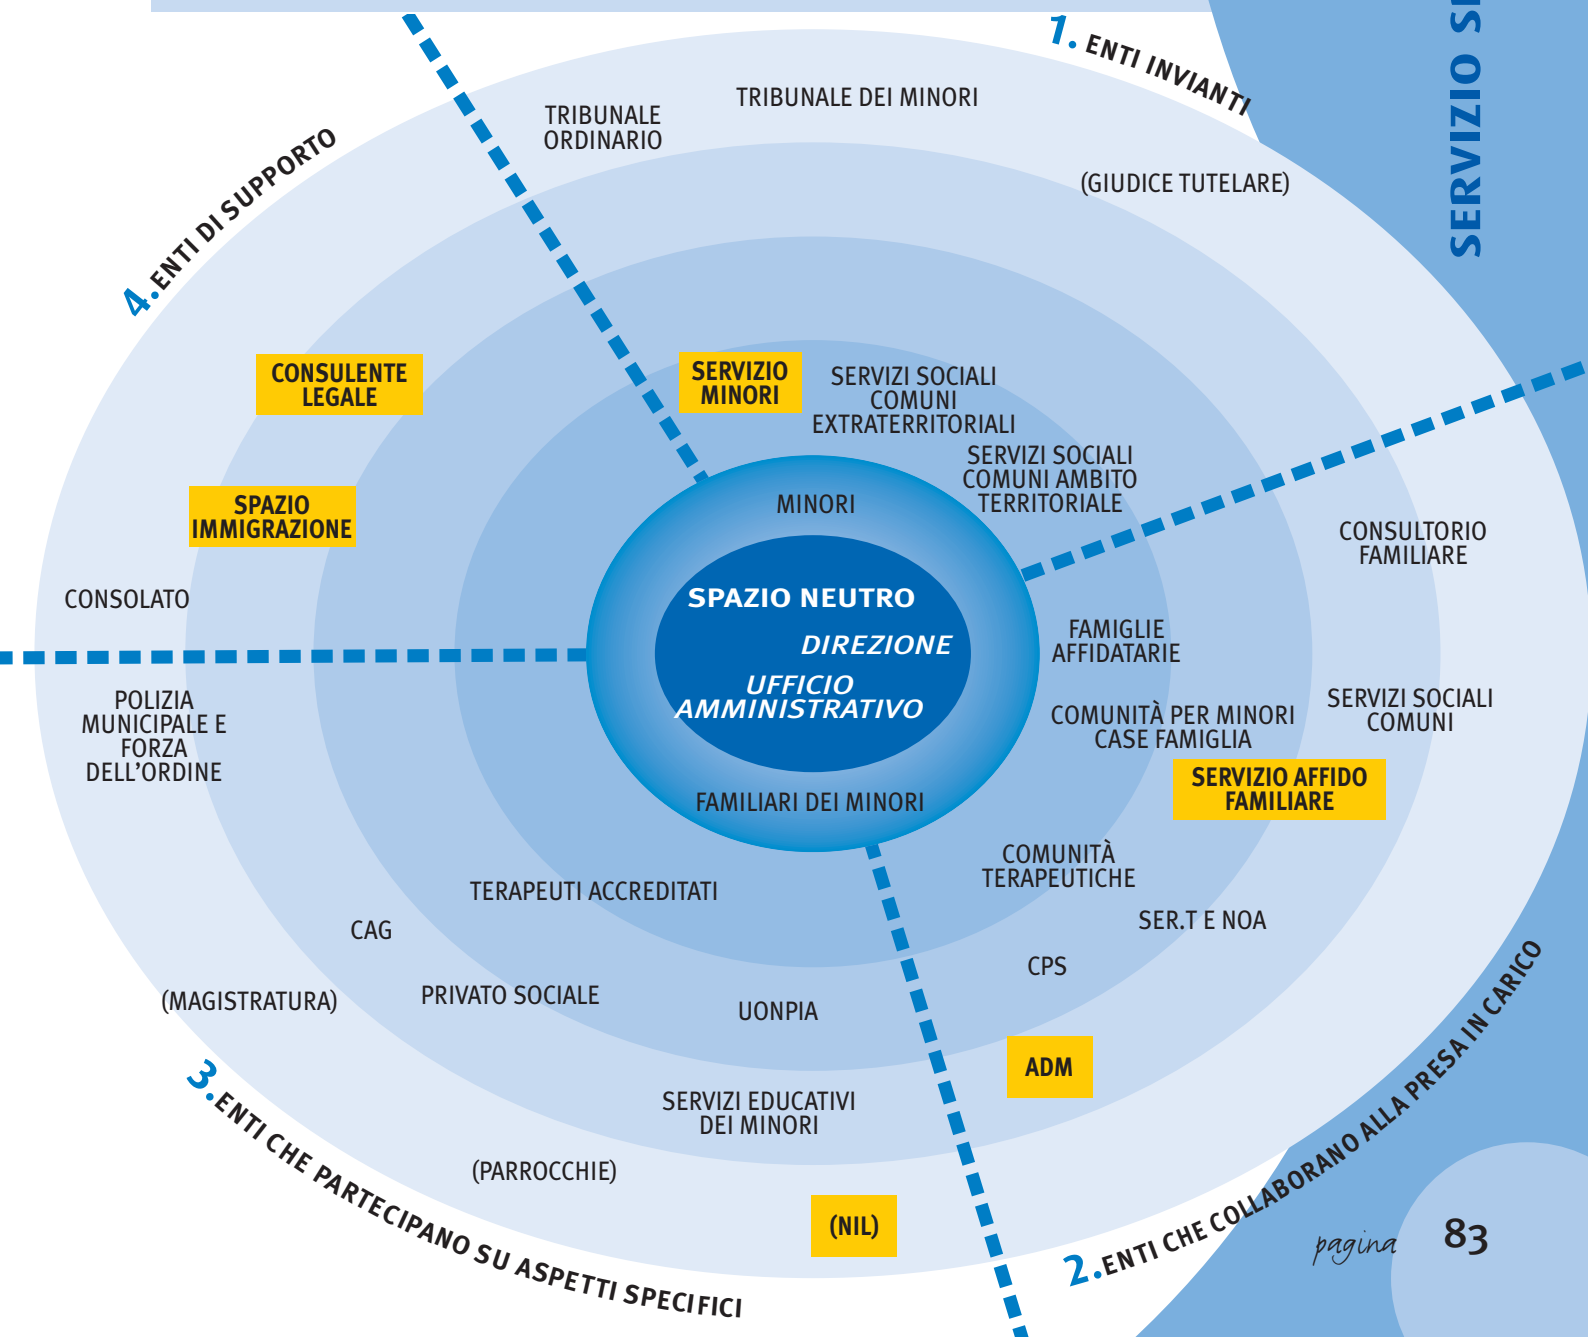 SERVIZIO
1. ENTI INVIANTI
TRIBUNALE
ORDINARIO
TRIBUNALE DEI MINORI
(GIUDICE TUTELARE)
SERVIZIO
MINORI
SERVIZI SOCIALI
COMUNI
EXTRATERRITORIALI
SERVIZI SOCIALI
COMUNI AMBITO
TERRITORIALE
4. ENTI DI SUPPORTO
CONSULENTE
LEGALE
SPAZIO
IMMIGRAZIONE
CONSOLATO
MINORI
SPAZIO NEUTRO
DIREZIONE
UFFICIO
AMMINISTRATIVO
FAMILIARI DEI MINORI
CONSULTORIO
FAMILIARE
FAMIGLIE
AFFIDATARIE
SERVIZI SOCIALI
COMUNI
COMUNITÀ PER MINORI
CASE FAMIGLIA
SERVIZIO AFFIDO
FAMILIARE
COMUNITÀ
TERAPEUTICHE
SER.T E NOA
CPS
ADM
2. ENTI CHE COLLABORANO ALLA PRESA IN CARICO
POLIZIA
MUNICIPALE E
FORZA
DELL'ORDINE
TERAPEUTI ACCREDITATI
CAG
(MAGISTRATURA)
PRIVATO SOCIALE
UONPIA
SERVIZI EDUCATIVI
DEI MINORI
(PARROCCHIE)
(NIL)
3. ENTI CHE PARTECIPANO SU ASPETTI SPECIFICI
pagina 83